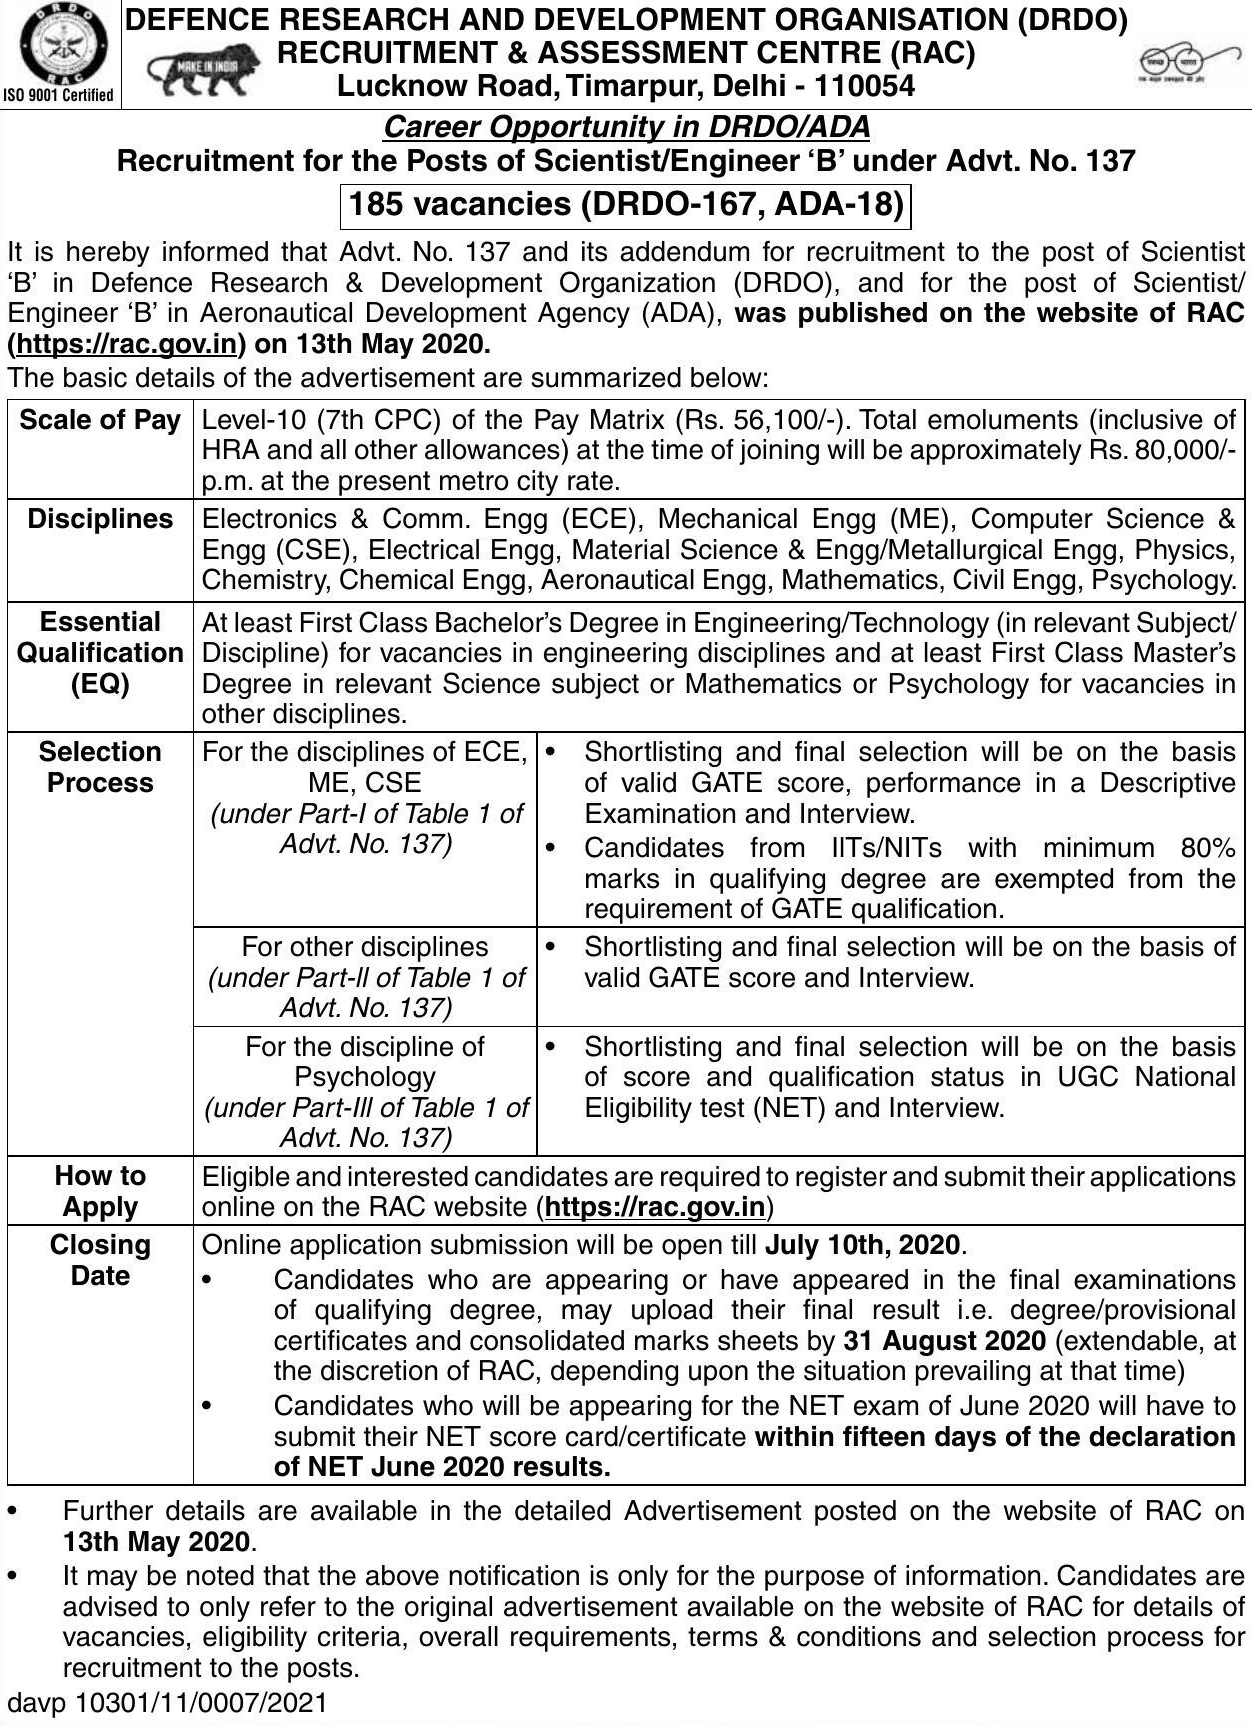 DRDO
RAC
ISO 9001 Certified
MAKE IN INDIA
DEFENCE RESEARCH AND DEVELOPMENT ORGANISATION (DRDO)
RECRUITMENT & ASSESSMENT CENTRE (RAC)
Lucknow Road, Timarpur, Delhi - 110054
स्वच्छ भारत
एक कदम स्वच्छता की ओर
Career Opportunity in DRDO/ADA
Recruitment for the Posts of Scientist/Engineer ‘B’ under Advt. No. 137
185 vacancies (DRDO-167, ADA-18)
It is hereby informed that Advt. No. 137 and its addendum for recruitment to the post of Scientist
‘B’ in Defence Research & Development Organization (DRDO), and for the post of Scientist/
Engineer ‘B’ in Aeronautical Development Agency (ADA), was published on the website of RAC
(https://rac.gov.in) on 13th May 2020.
The basic details of the advertisement are summarized below:
Scale of Pay
Level-10 (7th CPC) of the Pay Matrix (Rs. 56,100/-). Total emoluments (inclusive of
HRA and all other allowances) at the time of joining will be approximately Rs. 80,000/-
p.m. at the present metro city rate.
Disciplines
Electronics & Comm. Engg (ECE), Mechanical Engg (ME), Computer Science &
Engg (CSE), Electrical Engg, Material Science & Engg/Metallurgical Engg, Physics,
Chemistry, Chemical Engg, Aeronautical Engg, Mathematics, Civil Engg, Psychology.
Essential
Qualification
(EQ)
At least First Class Bachelor’s Degree in Engineering/Technology (in relevant Subject/
Discipline) for vacancies in engineering disciplines and at least First Class Master’s
Degree in relevant Science subject or Mathematics or Psychology for vacancies in
other disciplines.
Selection
Process
For the disciplines of ECE,
ME, CSE
(under Part-I of Table 1 of
Advt. No. 137)
• Shortlisting and final selection will be on the basis
of valid GATE score, performance in a Descriptive
Examination and Interview.
• Candidates from IITs/NITs with minimum 80%
marks in qualifying degree are exempted from the
requirement of GATE qualification.
For other disciplines
(under Part-II of Table 1 of
Advt. No. 137)
• Shortlisting and final selection will be on the basis of
valid GATE score and Interview.
For the discipline of
Psychology
(under Part-III of Table 1 of
Advt. No. 137)
• Shortlisting and final selection will be on the basis
of score and qualification status in UGC National
Eligibility test (NET) and Interview.
How to
Apply
Eligible and interested candidates are required to register and submit their applications
online on the RAC website (https://rac.gov.in)
Closing
Date
Online application submission will be open till July 10th, 2020.
• Candidates who are appearing or have appeared in the final examinations
of qualifying degree, may upload their final result i.e. degree/provisional
certificates and consolidated marks sheets by 31 August 2020 (extendable, at
the discretion of RAC, depending upon the situation prevailing at that time)
• Candidates who will be appearing for the NET exam of June 2020 will have to
submit their NET score card/certificate within fifteen days of the declaration
of NET June 2020 results.
• Further details are available in the detailed Advertisement posted on the website of RAC on
13th May 2020.
• It may be noted that the above notification is only for the purpose of information. Candidates are
advised to only refer to the original advertisement available on the website of RAC for details of
vacancies, eligibility criteria, overall requirements, terms & conditions and selection process for
recruitment to the posts.
davp 10301/11/0007/2021